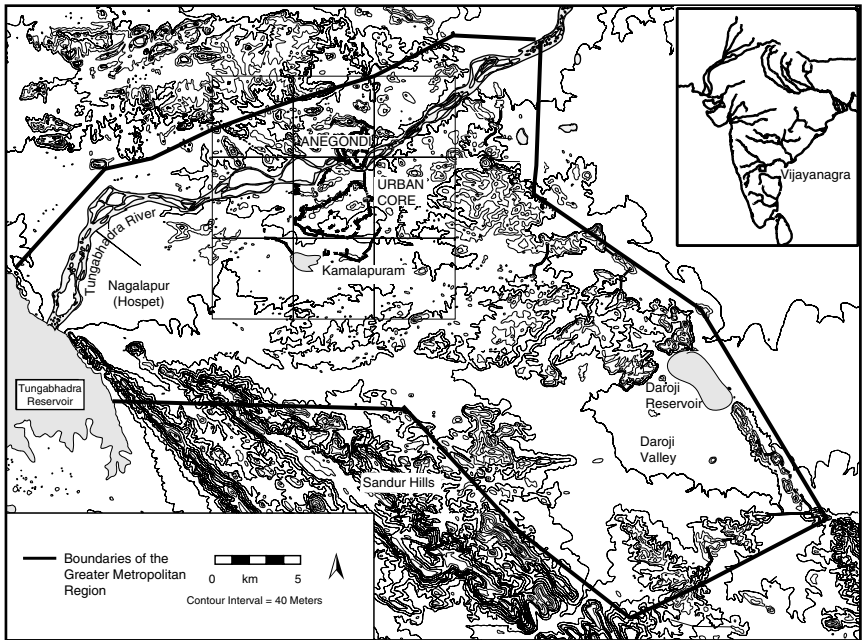 ANEGONDI
URBAN
CORE
Vijayanagra
Tungabhadra River
Nagalapur
(Hospet)
Kamalapuram
Tungabhadra
Reservoir
Daroji
Reservoir
Daroji
Valley
Sandur Hills
Boundaries of the
Greater Metropolitan
Region
0 km 5
Contour Interval = 40 Meters